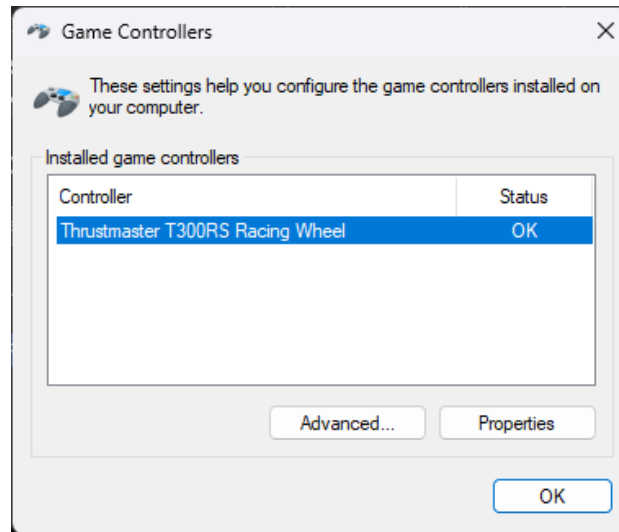 Game Controllers
These settings help you configure the game controllers installed on
your computer.
Installed game controllers
Controller Status
Thrustmaster T300RS Racing Wheel OK
Advanced... Properties
OK